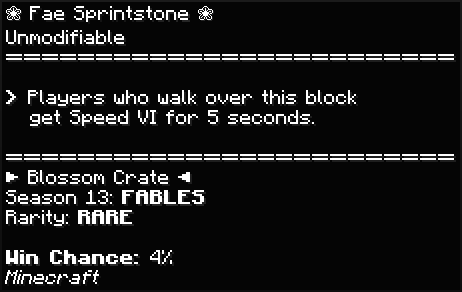 ❀ Fae Sprintstone ❀
Unmodifiable
================================
> Players who walk over this block
get Speed VI for 5 seconds.
================================
► Blossom Crate ◄
Season 13: FABLES
Rarity: RARE
Win Chance: 4%
Minecraft